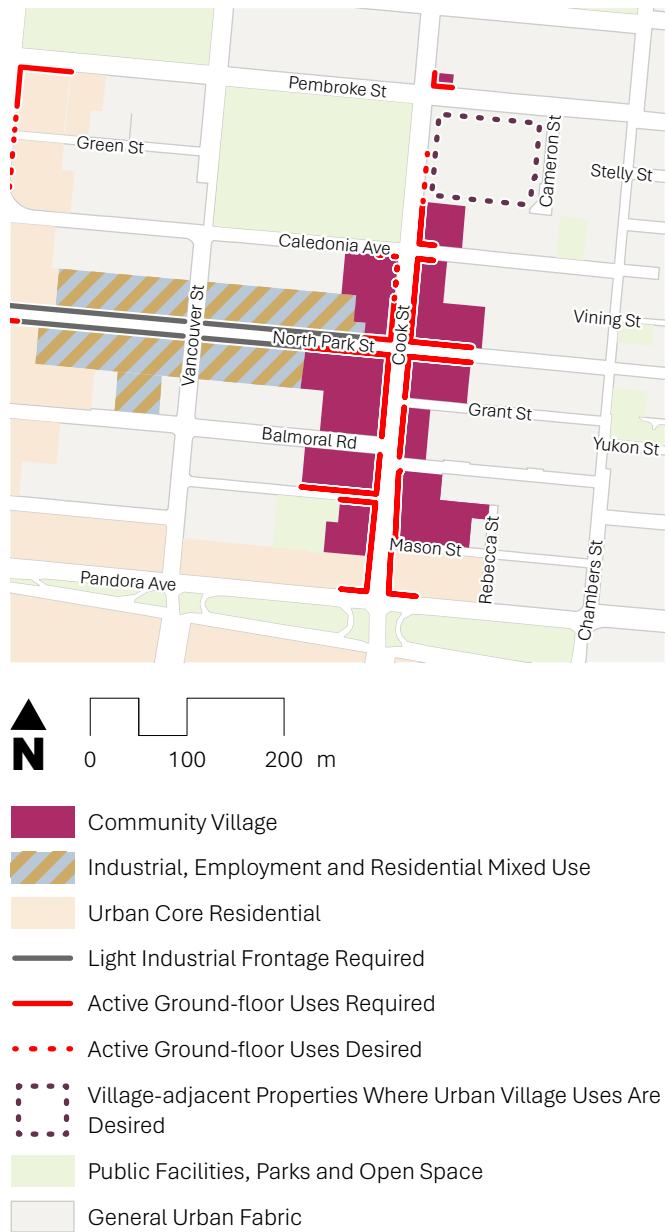 Pembroke St
Green St
Cameron St
Stelly St
Caledonia Ave
Vancouver St
North Park St
Cook St
Vining St
Grant St
Balmoral Rd
Yukon St
Mason St
Rebecca St
Chambers St
Pandora Ave
N
0 100 200 m
Community Village
Industrial, Employment and Residential Mixed Use
Urban Core Residential
Light Industrial Frontage Required
Active Ground-floor Uses Required
Active Ground-floor Uses Desired
Village-adjacent Properties Where Urban Village Uses Are
Desired
Public Facilities, Parks and Open Space
General Urban Fabric